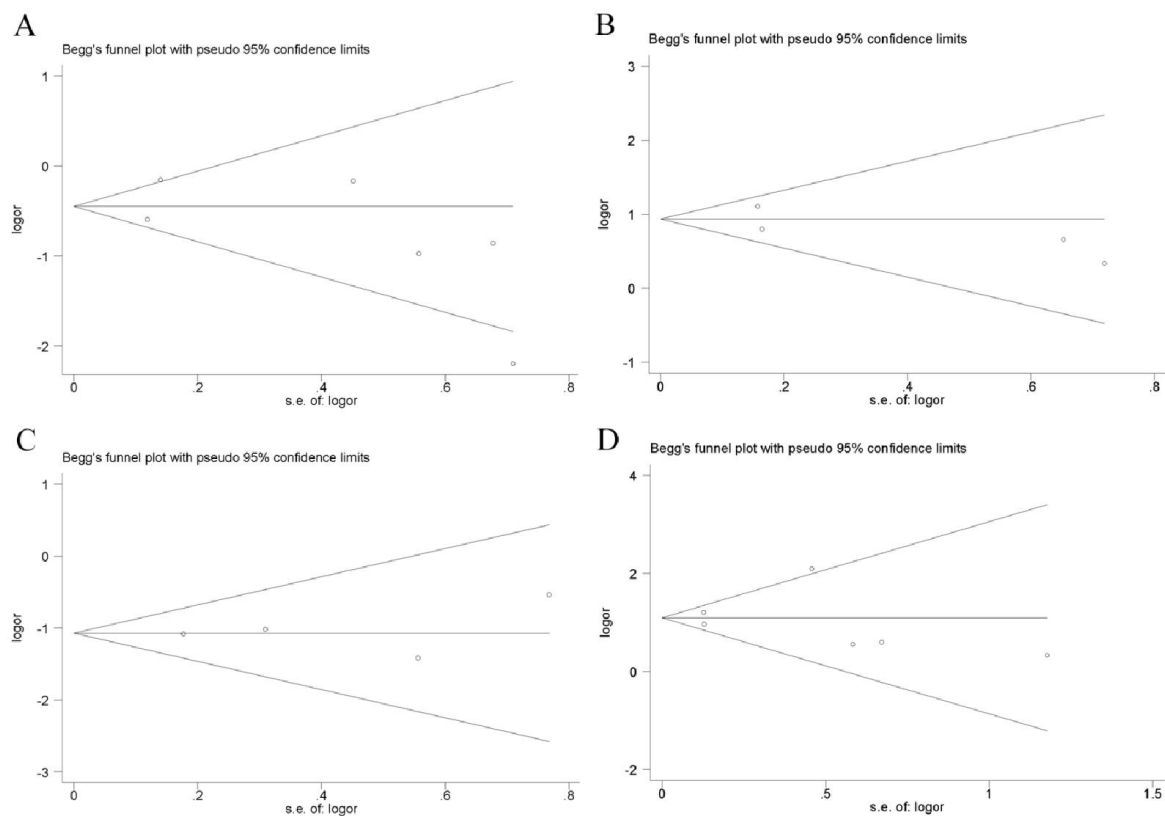 A
Begg's funnel plot with pseudo 95% confidence limits
1
0
-1
-2
logor
0
.2
.4
.6
.8
s.e. of: logor
B
Begg's funnel plot with pseudo 95% confidence limits
3
2
1
0
-1
logor
0
.2
.4
.6
.8
s.e. of: logor
C
Begg's funnel plot with pseudo 95% confidence limits
1
0
-1
-2
-3
logor
0
.2
.4
.6
.8
s.e. of: logor
D
Begg's funnel plot with pseudo 95% confidence limits
4
2
0
-2
logor
0
.5
1
1.5
s.e. of: logor